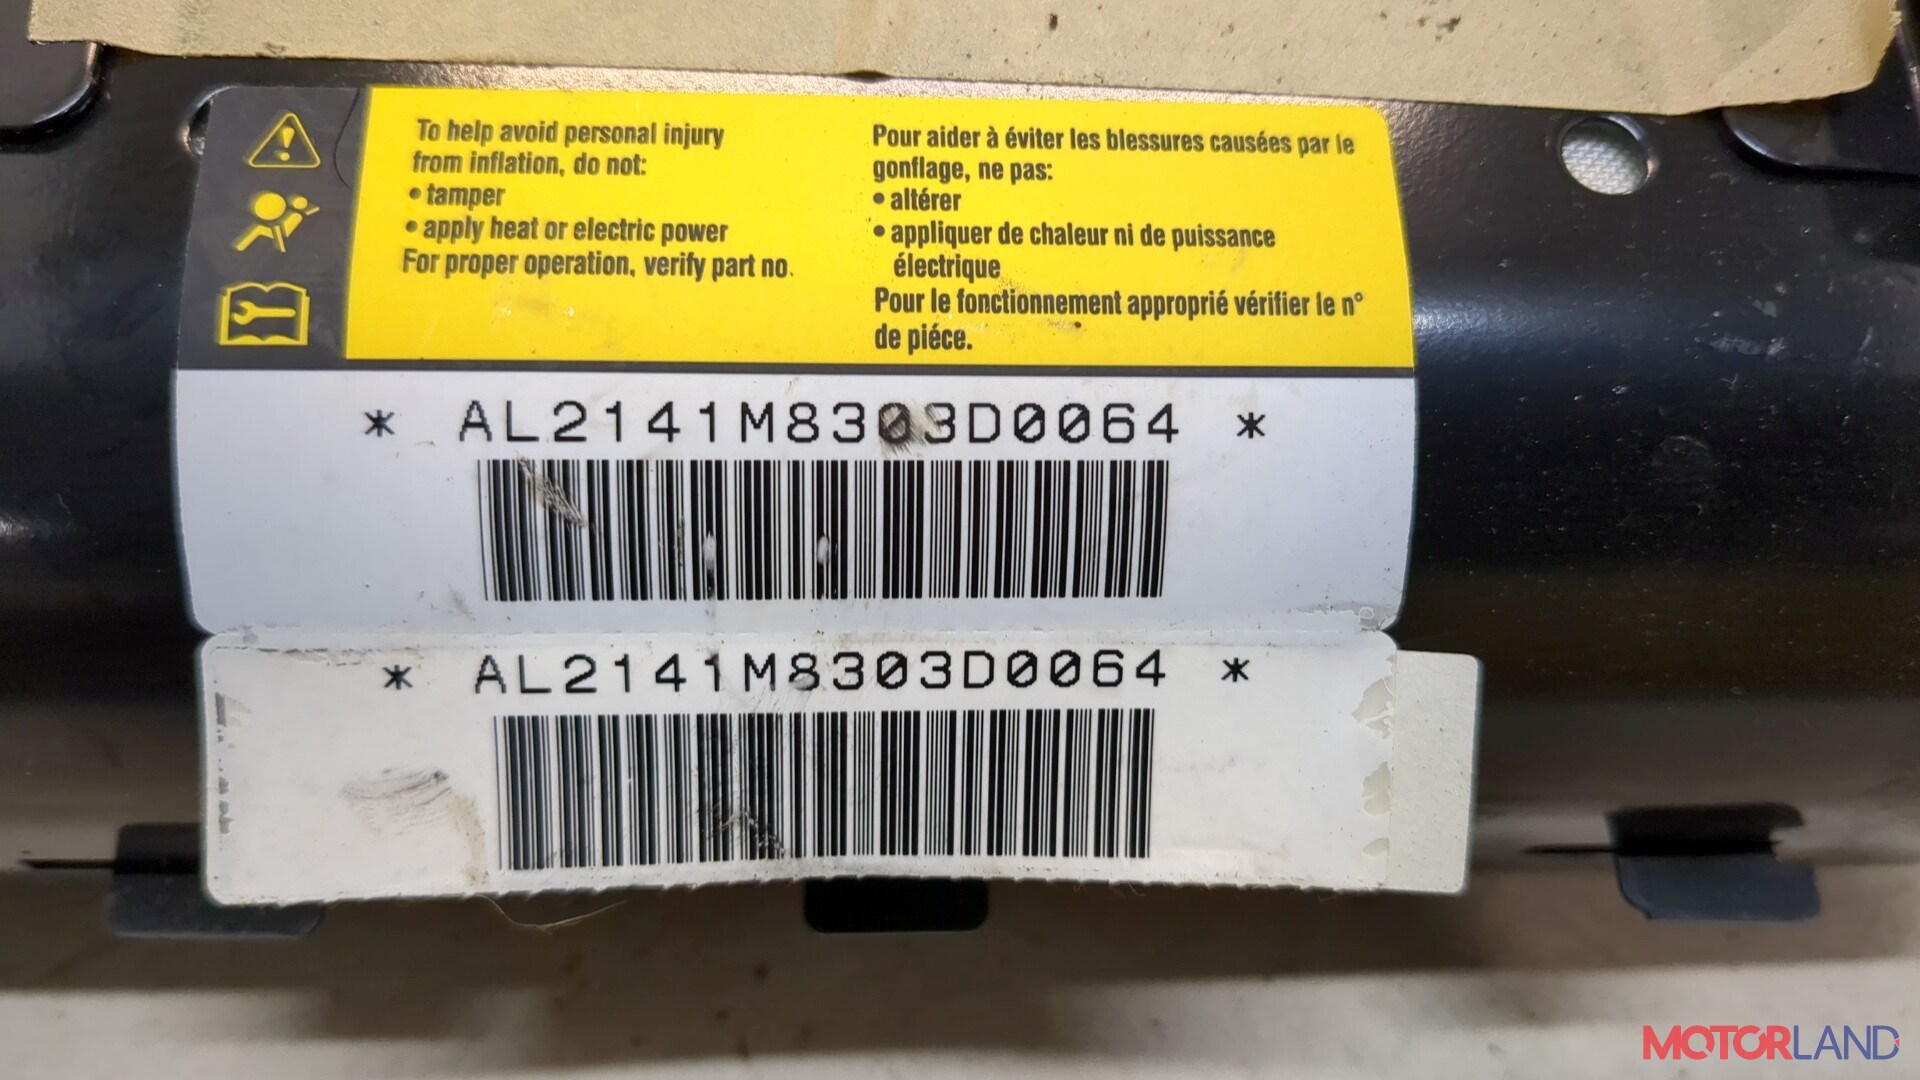 To help avoid personal injury
from inflation, do not:
• tamper
• apply heat or electric power
For proper operation, verify part no.
Pour aider à éviter les blessures causées par le
gonflage, ne pas:
• altérer
• appliquer de chaleur ni de puissance
électrique
Pour le fonctionnement approprié vérifier le n°
de piéce.
* AL2141M8303D0064 *
* AL2141M8303D0064 *
MOTORLAND